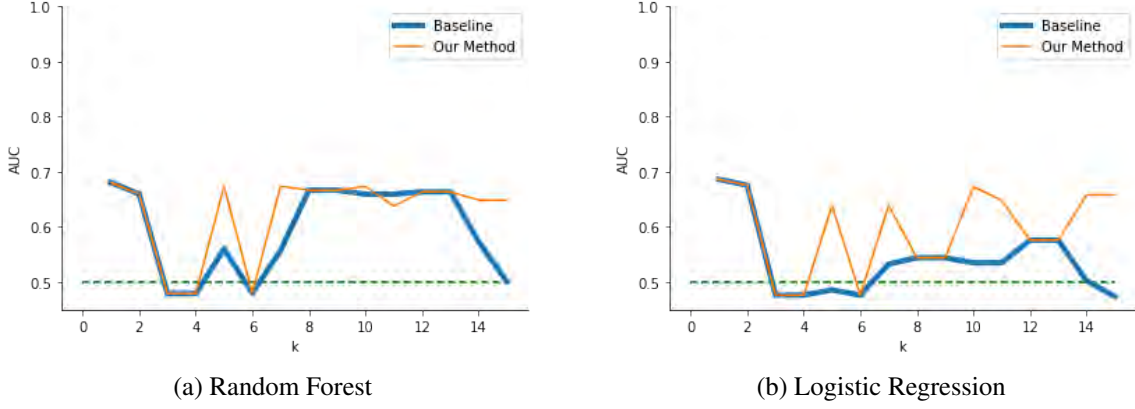 1.0
0.9
0.8
0.7
0.6
0.5
AUC
0 2 4 6 8 10 12 14
k
Baseline
Our Method
(a) Random Forest
1.0
0.9
0.8
0.7
0.6
0.5
AUC
0 2 4 6 8 10 12 14
k
Baseline
Our Method
(b) Logistic Regression